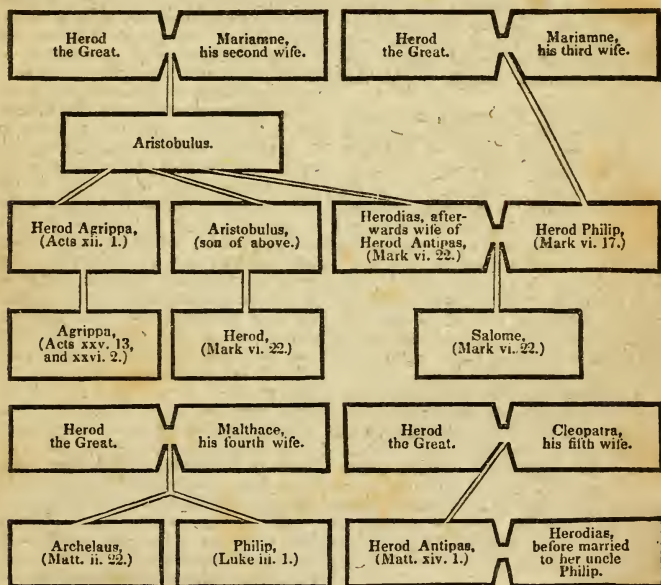 Herod
the Great.
Mariamne,
his second wife.
Herod
the Great.
Mariamne,
his third wife.
Aristobulus.
Herod Agrippa,
(Acts xii. 1.)
Aristobulus,
(son of above.)
Herodias, after-
wards wife of
Herod Antipas,
(Mark vi. 22.)
Herod Philip,
(Mark vi. 17.)
Agrippa,
(Acts xxv. 13,
and xxvi. 2.)
Herod,
(Mark vi. 22.)
Salome,
(Mark vi. 22.)
Herod
the Great.
Malthace,
his fourth wife.
Herod
the Great.
Cleopatra,
his fifth wife.
Archelaus,
(Matt. ii. 22.)
Philip,
(Luke iii. 1.)
Herod Antipas,
(Matt. xiv. 1.)
Herodias,
before married
to her uncle
Philip.